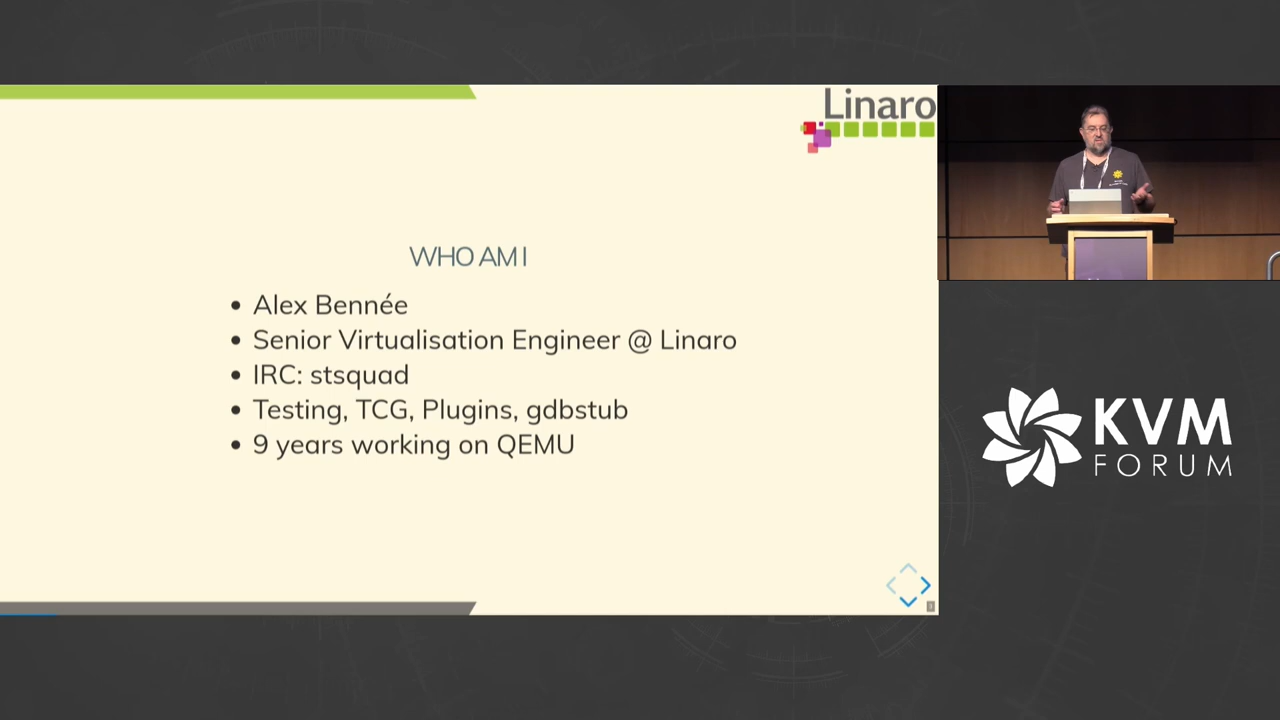 Linaro
WHO AM I
Alex Bennée
Senior Virtualisation Engineer @ Linaro
IRC: stsquad
Testing, TCG, Plugins, gdbstub
9 years working on QEMU
KVM
FORUM